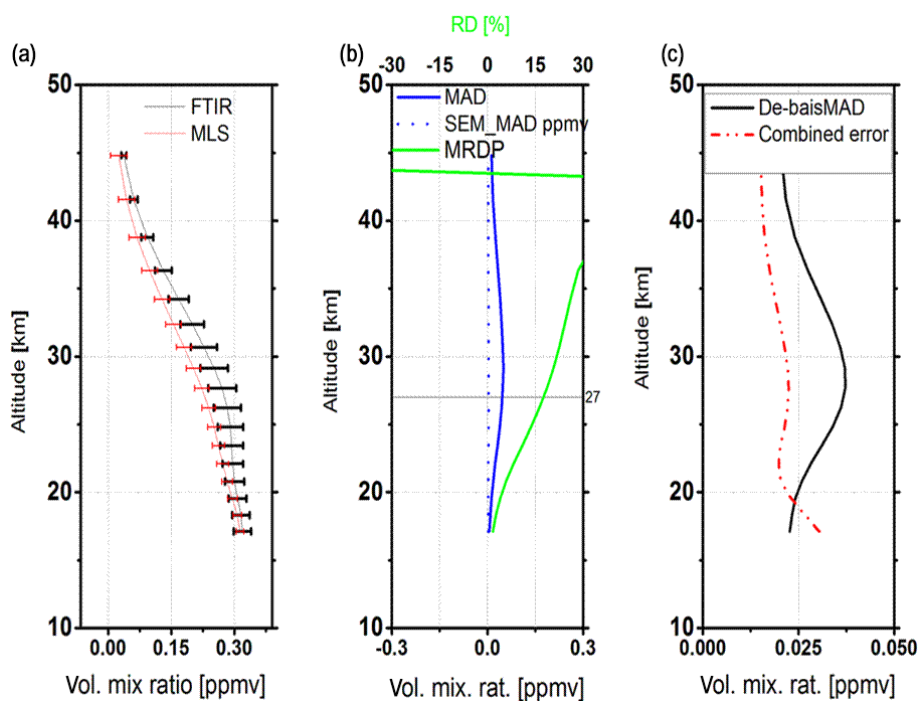 RD [%]
(a)
(b)
(c)
-30 -15 0 15 30
50
40
30
20
10
Altitude [km]
FTIR
MLS
0.00 0.15 0.30
Vol. mix ratio [ppmv]
50
40
30
20
10
Altitude [km]
MAD
SEM_MAD ppmv
MRDP
27
-0.3 0.0 0.3
Vol. mix. rat. [ppmv]
50
40
30
20
10
Altitude [km]
De-baisMAD
Combined error
0.000 0.025 0.050
Vol. mix. rat. [ppmv]